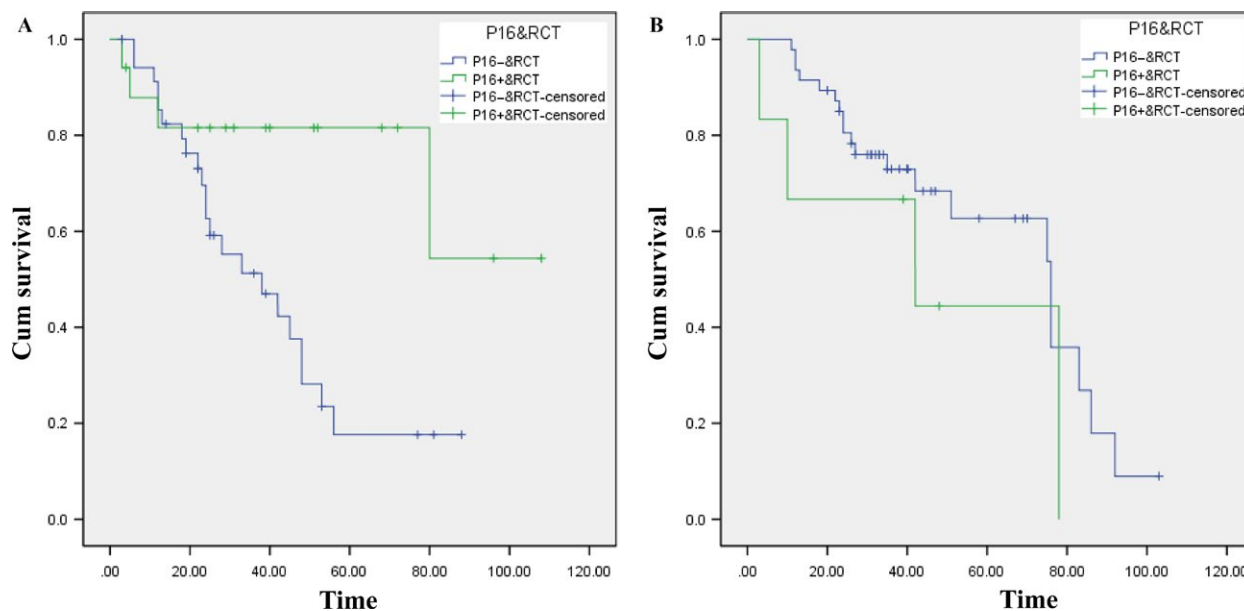 A
P16&RCT
P16-&RCT
P16+&RCT
P16-&RCT-censored
P16+&RCT-censored
1.0
0.8
0.6
0.4
0.2
0.0
Cum survival
.00 20.00 40.00 60.00 80.00 100.00 120.00
Time
B
P16&RCT
P16-&RCT
P16+&RCT
P16-&RCT-censored
P16+&RCT-censored
1.0
0.8
0.6
0.4
0.2
0.0
Cum survival
.00 20.00 40.00 60.00 80.00 100.00 120.00
Time